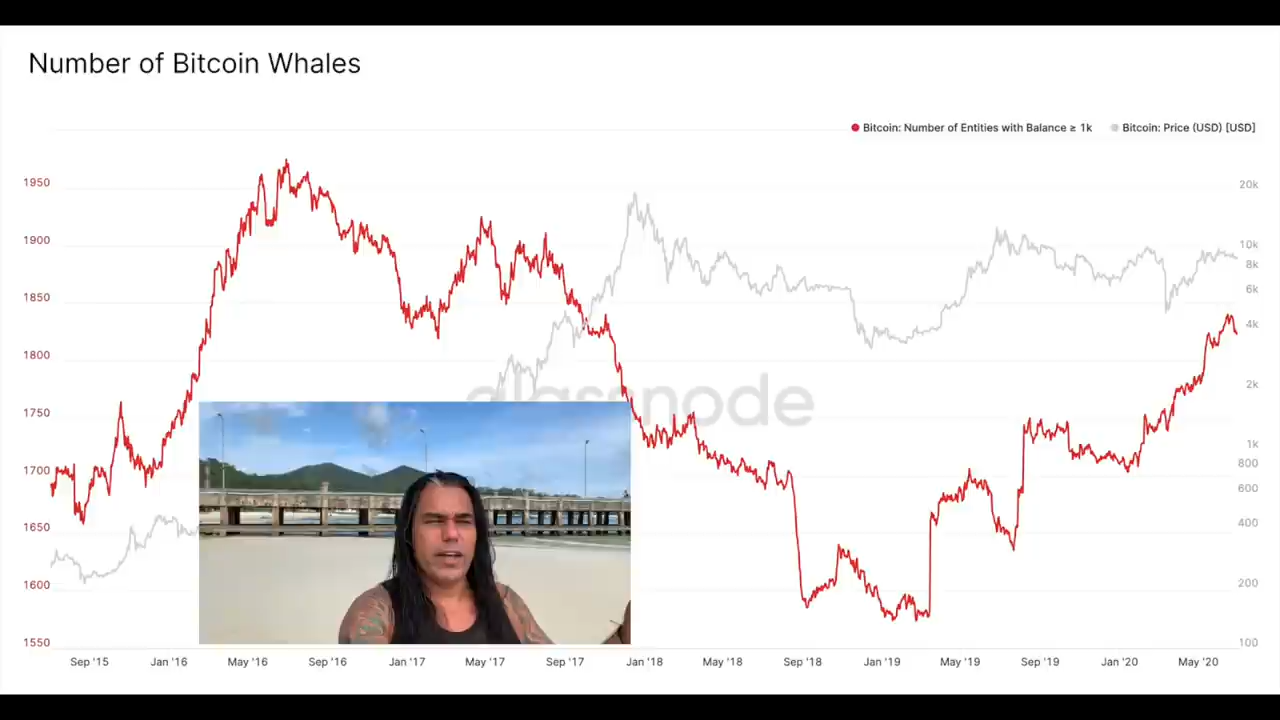 Number of Bitcoin Whales
Bitcoin: Number of Entities with Balance ≥ 1k Bitcoin: Price (USD) [USD]
1950 20k
1900 10k
8k
1850 6k
4k
1800
2k
1750
1k
1700 800
600
1650 400
1600 200
1550 100
glassnode
Sep '15 Jan '16 May '16 Sep '16 Jan '17 May '17 Sep '17 Jan '18 May '18 Sep '18 Jan '19 May '19 Sep '19 Jan '20 May '20